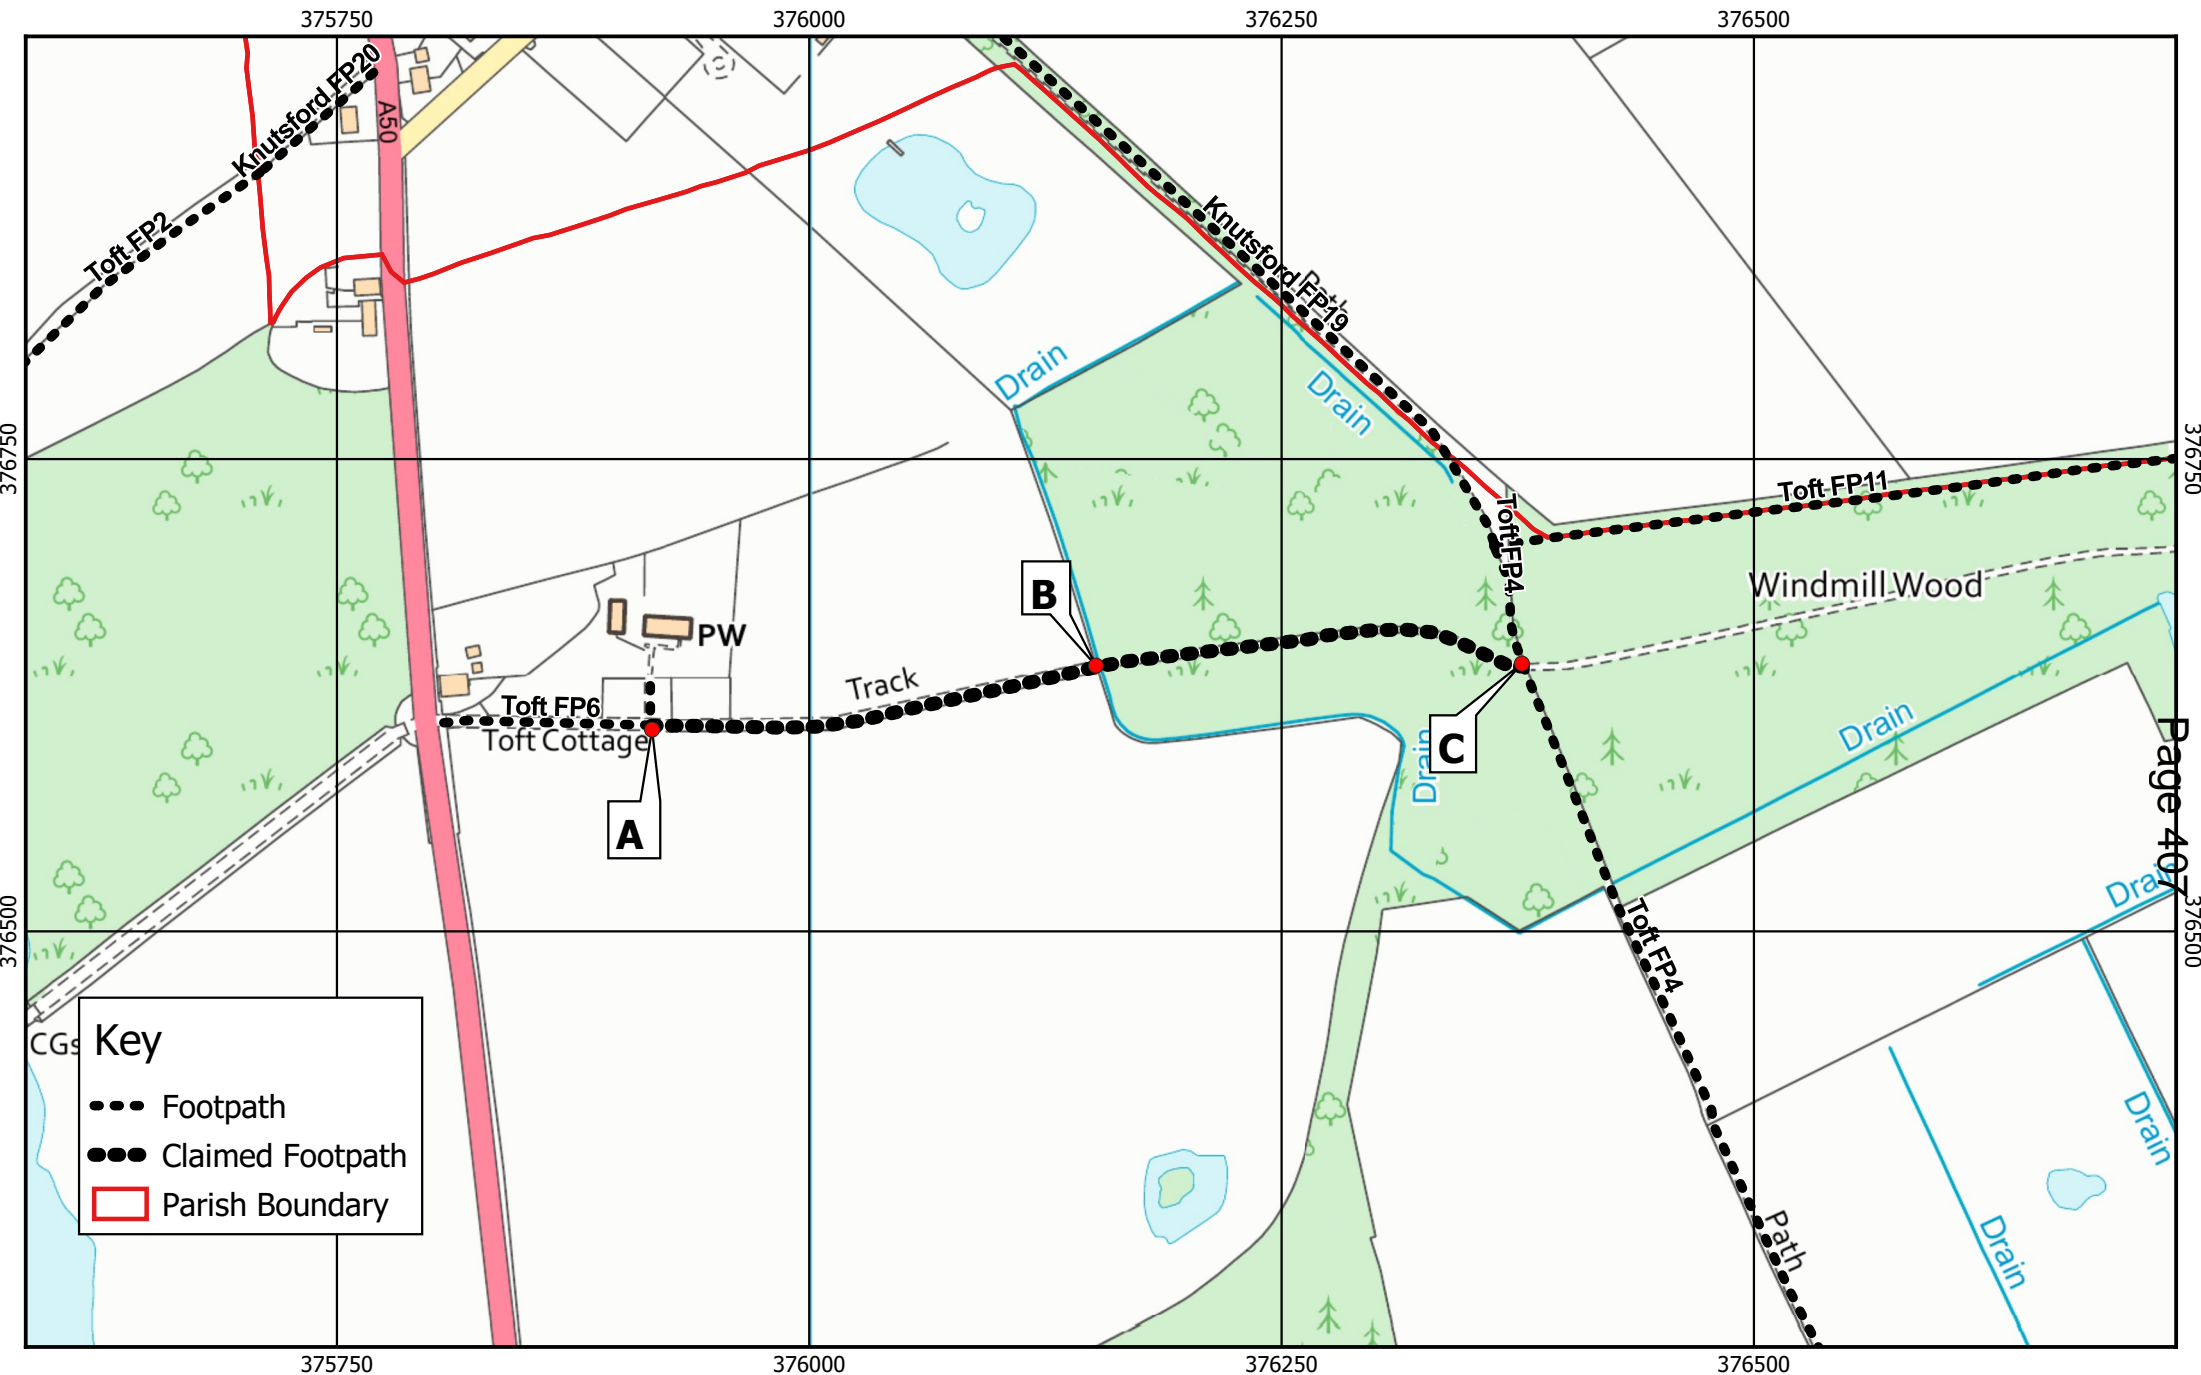 375750
376000
376250
376500
Knutsford FP20
A50
Toft FP2
Knutsford FP19
Path
Drain
Drain
376750
376750
Toft FP11
Toft FP4
Windmill Wood
B
PW
Track
Toft FP6
Toft Cottage
Drain
C
Drain
A
Page 407
Drain
376500
376500
Toft FP4
CGs
Key
Footpath
Claimed Footpath
Parish Boundary
Drain
Drain
Path
375750
376000
376250
376500